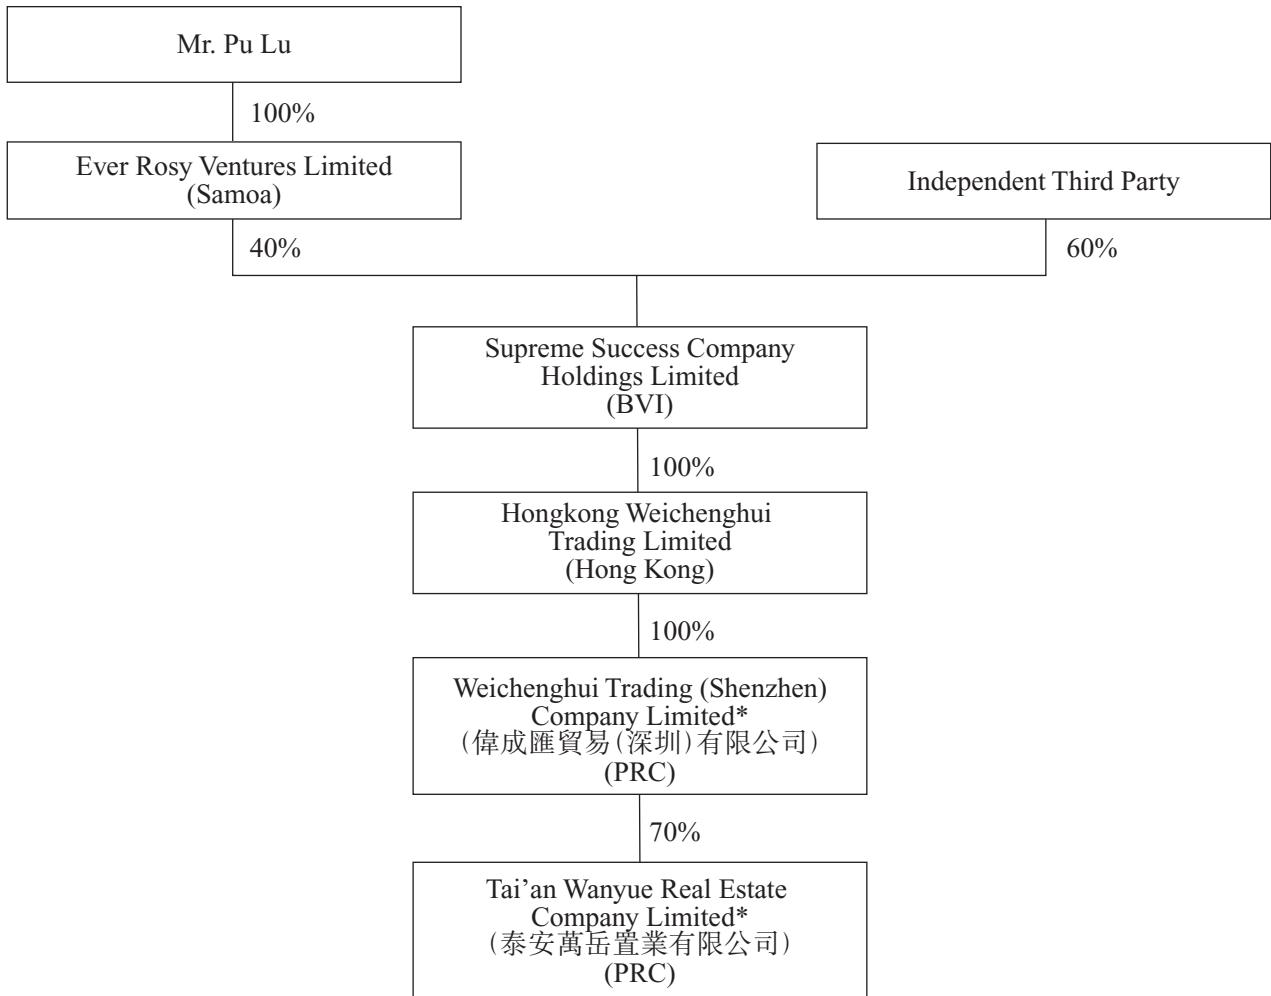 Mr. Pu Lu
100%
Ever Rosy Ventures Limited
(Samoa)
Independent Third Party
40%
60%
Supreme Success Company
Holdings Limited
(BVI)
100%
Hongkong Weichenghui
Trading Limited
(Hong Kong)
100%
Weichenghui Trading (Shenzhen)
Company Limited*
(偉成匯貿易(深圳)有限公司)
(PRC)
70%
Tai’an Wanyue Real Estate
Company Limited*
(泰安萬岳置業有限公司)
(PRC)